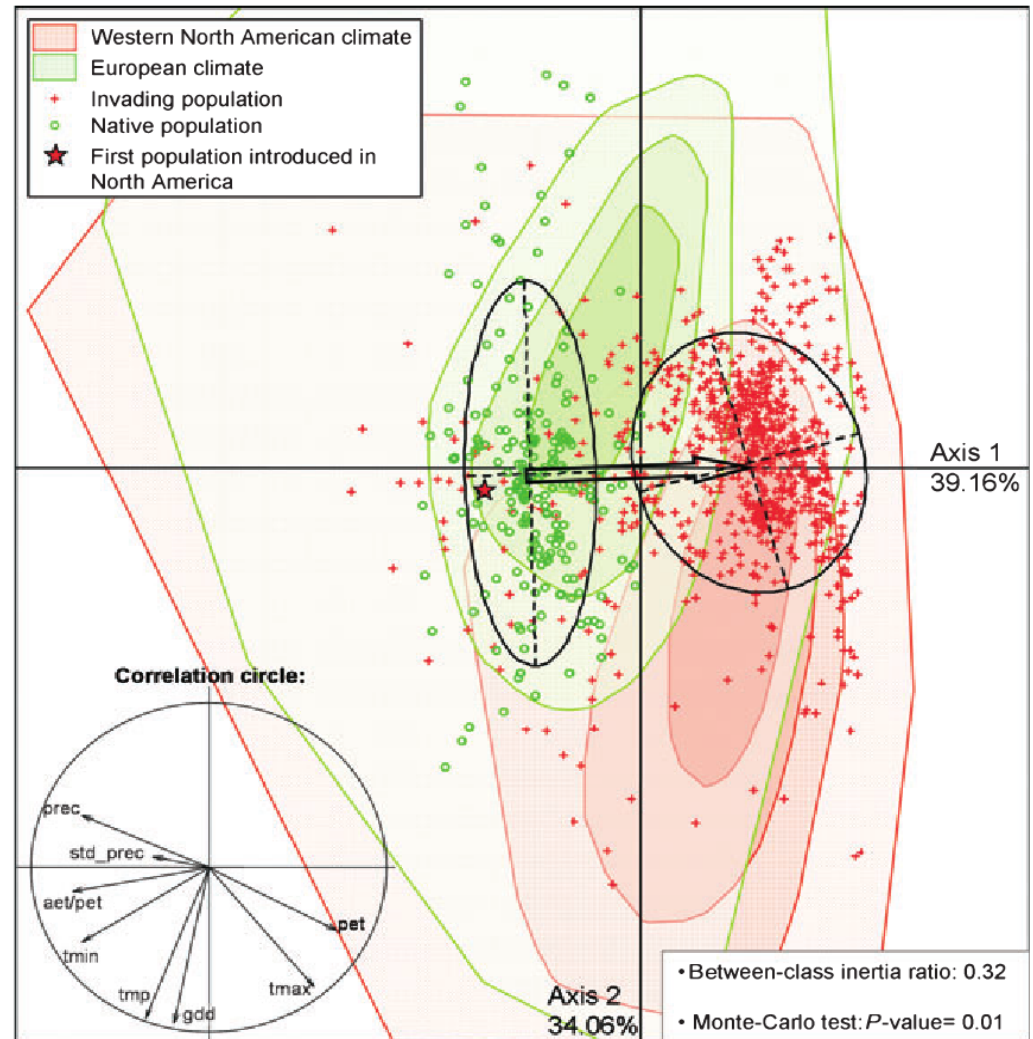 Western North American climate
European climate
Invading population
Native population
First population introduced in
North America
Axis 1
39.16%
Correlation circle:
prec
std_prec
aet/pet
tmin
tmp
gdd
tmax
pet
Axis 2
34.06%
• Between-class inertia ratio: 0.32
• Monte-Carlo test: P-value= 0.01